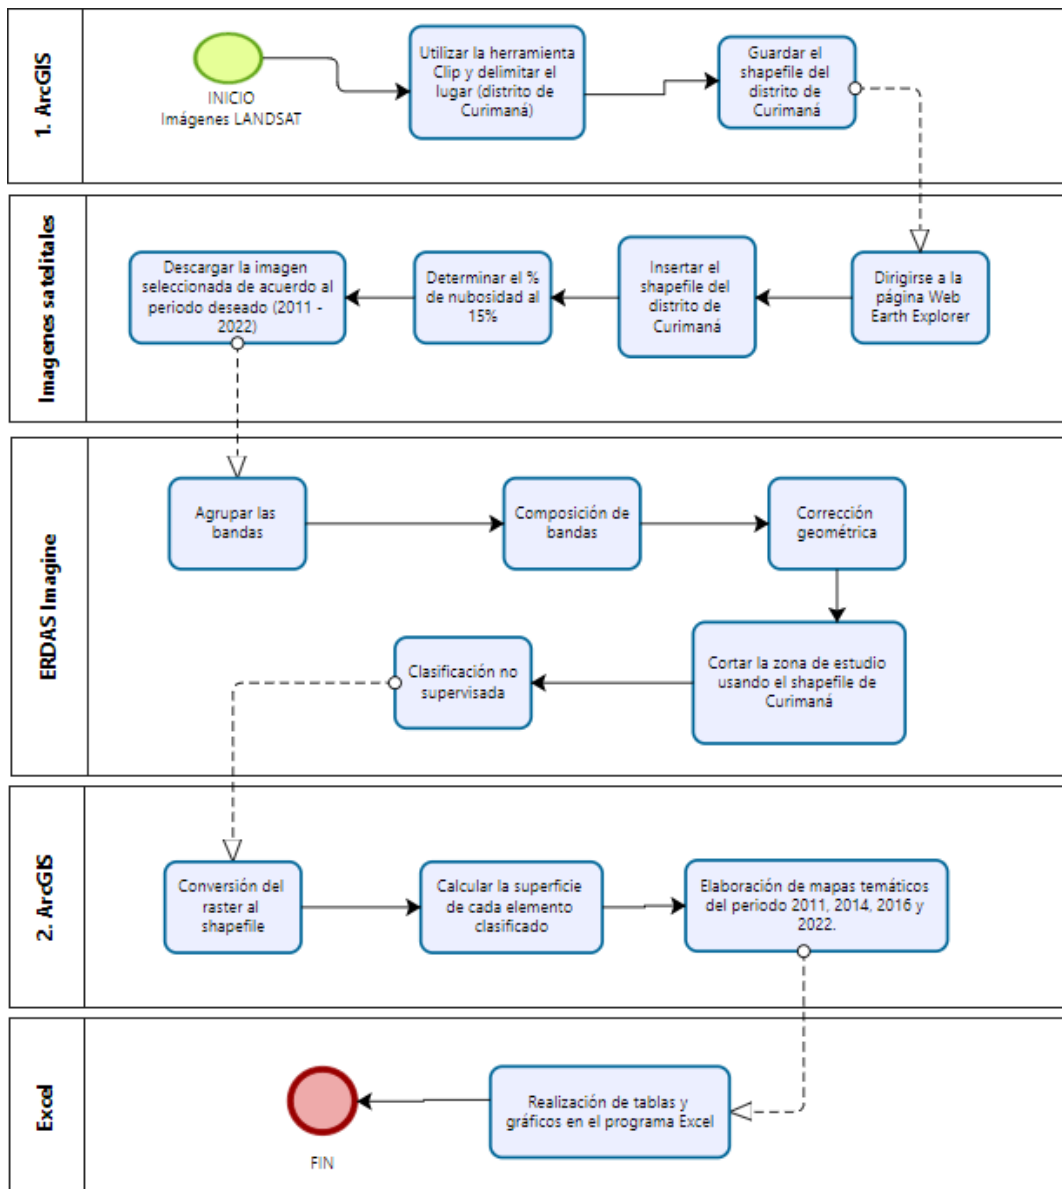 1. ArcGIS
INICIO
Imágenes LANDSAT
Utilizar la herramienta
Clip y delimitar el
lugar (distrito de
Curimaná)
Guardar el
shapefile del
distrito de
Curimaná
Imagenes satelitales
Descargar la imagen
seleccionada de acuerdo al
periodo deseado (2011 -
2022)
Determinar el %
de nubosidad al
15%
Insertar el
shapefile del
distrito de
Curimaná
Dirigirse a la
página Web
Earth Explorer
ERDAS Imagine
Agrupar las
bandas
Composición de
bandas
Corrección
geométrica
Clasificación no
supervisada
Cortar la zona de estudio
usando el shapefile de
Curimaná
2. ArcGIS
Conversión del
raster al
shapefile
Calcular la superficie
de cada elemento
clasificado
Elaboración de mapas temáticos
del periodo 2011, 2014, 2016 y
2022.
Excel
FIN
Realización de tablas y
gráficos en el programa Excel